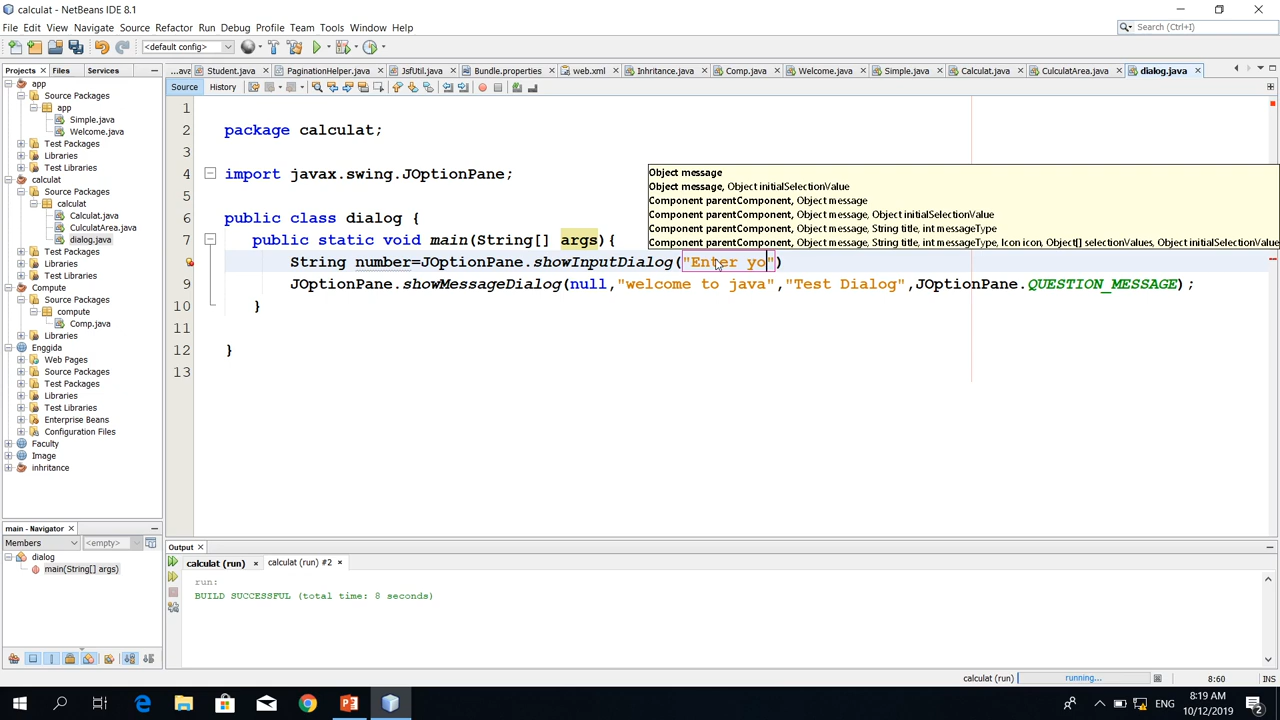 calculat - NetBeans IDE 8.1
File Edit View Navigate Source Refactor Run Debug Profile Team Tools Window Help
Search (Ctrl+I)
<default config>
Projects Files Services
...ava Student.java PaginationHelper.java JsfUtil.java Bundle.properties web.xml Inhritance.java Comp.java Welcome.java Simple.java Calculat.java CulculatArea.java dialog.java
Source History
app
Source Packages
app
Simple.java
Welcome.java
Test Packages
Libraries
Test Libraries
calculat
Source Packages
calculat
Calculat.java
CulculatArea.java
dialog.java
Test Packages
Libraries
Test Libraries
Compute
Source Packages
compute
Comp.java
Libraries
Enggida
Web Pages
Source Packages
Test Packages
Libraries
Test Libraries
Enterprise Beans
Configuration Files
Faculty
Image
inhritance
1
2 package calculat;
3
4 import javax.swing.JOptionPane;
5
6 public class dialog {
7 public static void main(String[] args){
String number=JOptionPane.showInputDialog("Enter yo")
9 JOptionPane.showMessageDialog(null,"welcome to java","Test Dialog",JOptionPane.QUESTION_MESSAGE);
10 }
11
12 }
13
Object message
Object message, Object initialSelectionValue
Component parentComponent, Object message
Component parentComponent, Object message, Object initialSelectionValue
Component parentComponent, Object message, String title, int messageType
Component parentComponent, Object message, String title, int messageType, Icon icon, Object[] selectionValues, Object initialSelectionValue
main - Navigator
Members <empty>
dialog
main(String[] args)
Output
calculat (run) calculat (run) #2
run:
BUILD SUCCESSFUL (total time: 8 seconds)
calculat (run) running... 8:60 INS
ENG 8:19 AM
10/12/2019 2